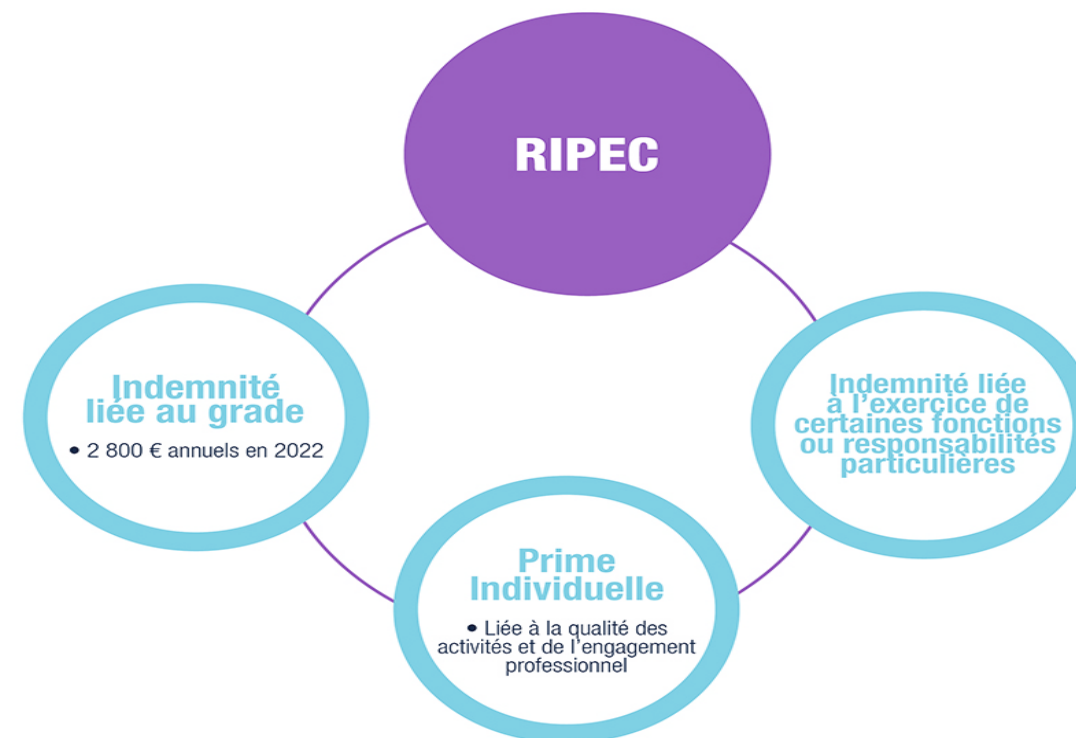 RIPEC
Indemnité
liée au grade
• 2 800 € annuels en 2022
Prime
Individuelle
• Liée à la qualité des
activités et de l'engagement
professionnel
Indemnité liée
à l'exercice de
certaines fonctions
ou responsabilités
particulières